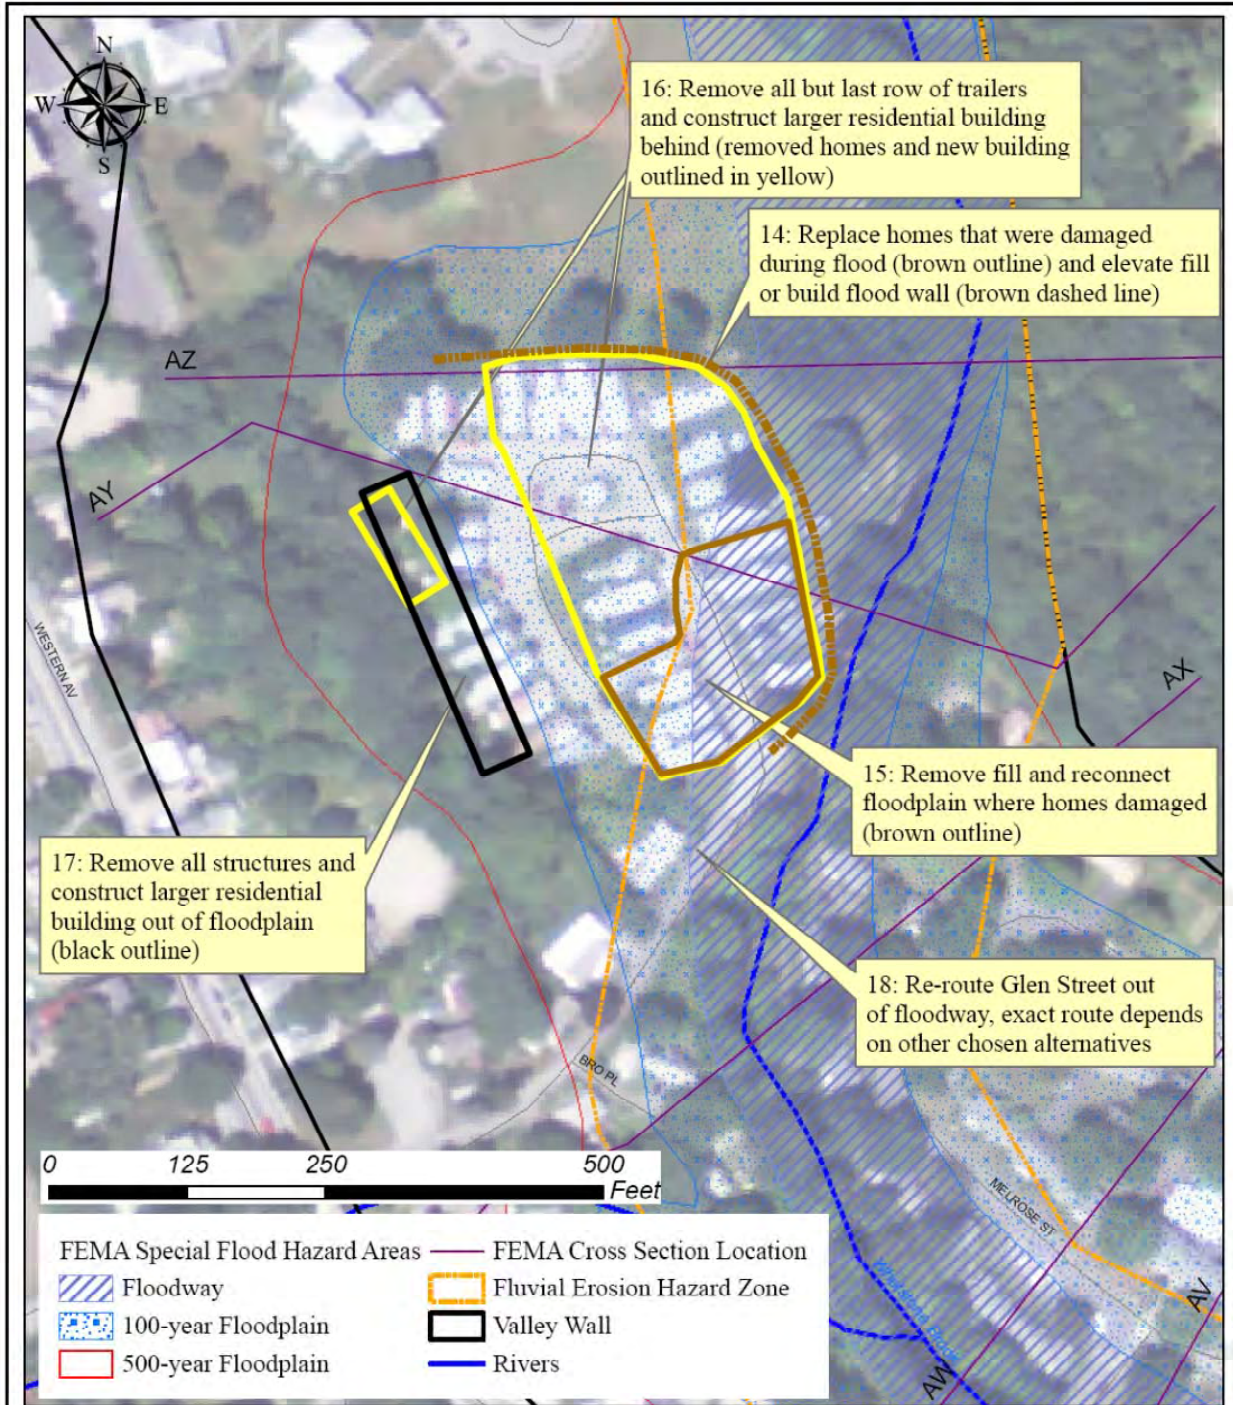 N
W E
S
16: Remove all but last row of trailers
and construct larger residential building
behind (removed homes and new building
outlined in yellow)
14: Replace homes that were damaged
during flood (brown outline) and elevate fill
or build flood wall (brown dashed line)
AZ
AY
WESTERN AV
AX
15: Remove fill and reconnect
floodplain where homes damaged
(brown outline)
17: Remove all structures and
construct larger residential
building out of floodplain
(black outline)
18: Re-route Glen Street out
of floodway, exact route depends
on other chosen alternatives
BRO PL
MELROSE ST
Whetstone Brook
AV
AW
0 125 250 500
Feet
FEMA Special Flood Hazard Areas
Floodway
100-year Floodplain
500-year Floodplain
FEMA Cross Section Location
Fluvial Erosion Hazard Zone
Valley Wall
Rivers